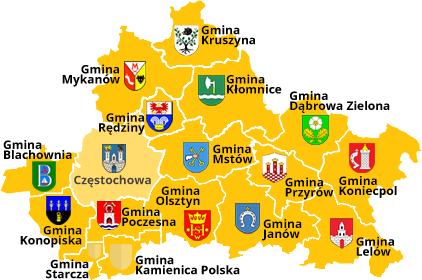 Gmina
Kruszyna
Gmina
Mykanów
Gmina
Kłomnice
Gmina
Dąbrowa Zielona
Gmina
Rędziny
Gmina
Blachownia
Gmina
Mstów
Częstochowa
Gmina
Przyrów
Gmina
Koniecpol
Gmina
Olsztyn
Gmina
Poczesna
Gmina
Konopiska
Gmina
Janów
Gmina
Lelów
Gmina
Starcza
Gmina
Kamienica Polska